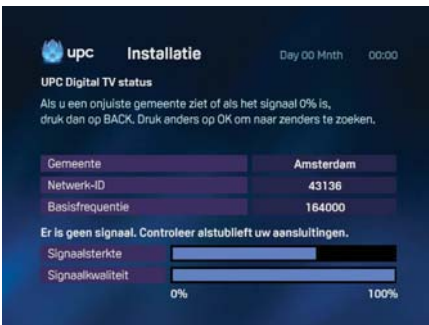 upc Installatie Day 00 Mnth 00:00
UPC Digital TV status
Als u een onjuiste gemeente ziet of als het signaal 0% is,
druk dan op BACK. Druk anders op OK om naar zenders te zoeken.
Gemeente Amsterdam
Netwerk-ID 43136
Basisfrequentie 164000
Er is geen signaal. Controleer alstublieft uw aansluitingen.
Signaalsterkte
Signaalkwaliteit
0% 100%